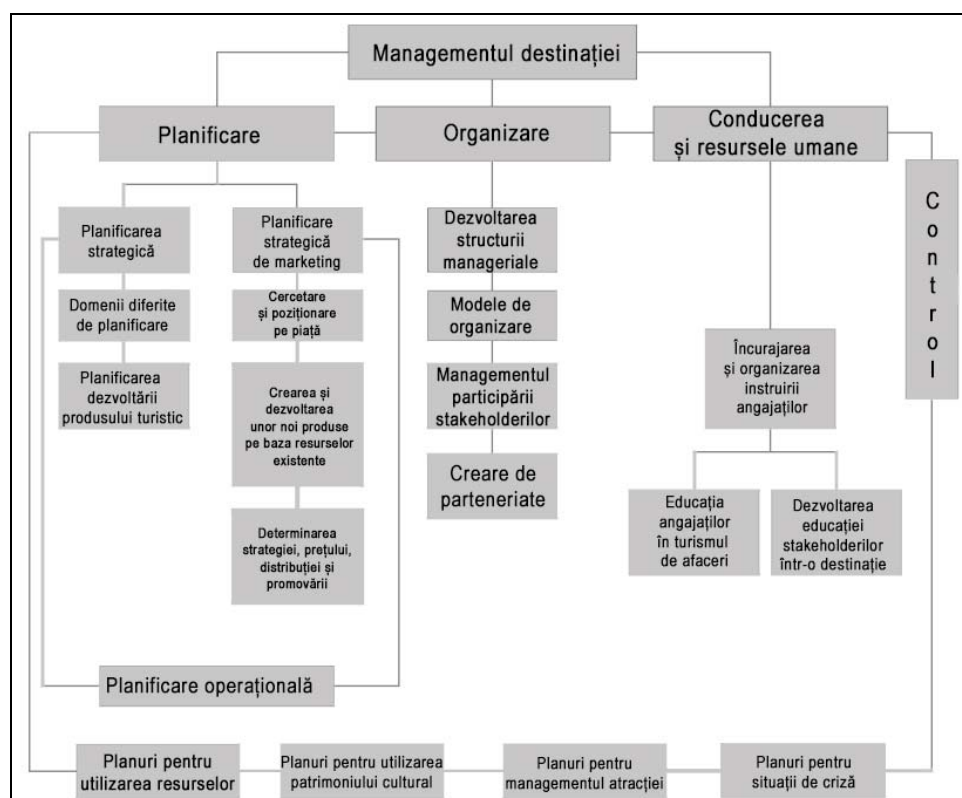 Managementul destinației
Planificare
Organizare
Conducerea
și resursele umane
C
o
n
t
r
o
l
Planificarea
strategică
Domenii diferite
de planificare
Planificarea
dezvoltării
produsului turistic
Planificare
strategică
de marketing
Cercetare
și poziționare
pe piață
Crearea și
dezvoltarea
unor noi produse
pe baza resurselor
existente
Determinarea
strategiei, prețului,
distribuției și
promovării
Dezvoltarea
structurii
manageriale
Modele de
organizare
Managementul
participării
stakeholderilor
Creare de
parteneriate
Încurajarea
și organizarea
instruirii
angajaților
Educația
angajaților
în turismul
de afaceri
Dezvoltarea
educației
stakeholderilor
într-o destinație
Planificare operațională
Planuri pentru
utilizarea resurselor
Planuri pentru utilizarea
patrimoniului cultural
Planuri pentru
managementul atracției
Planuri pentru
situații de criză